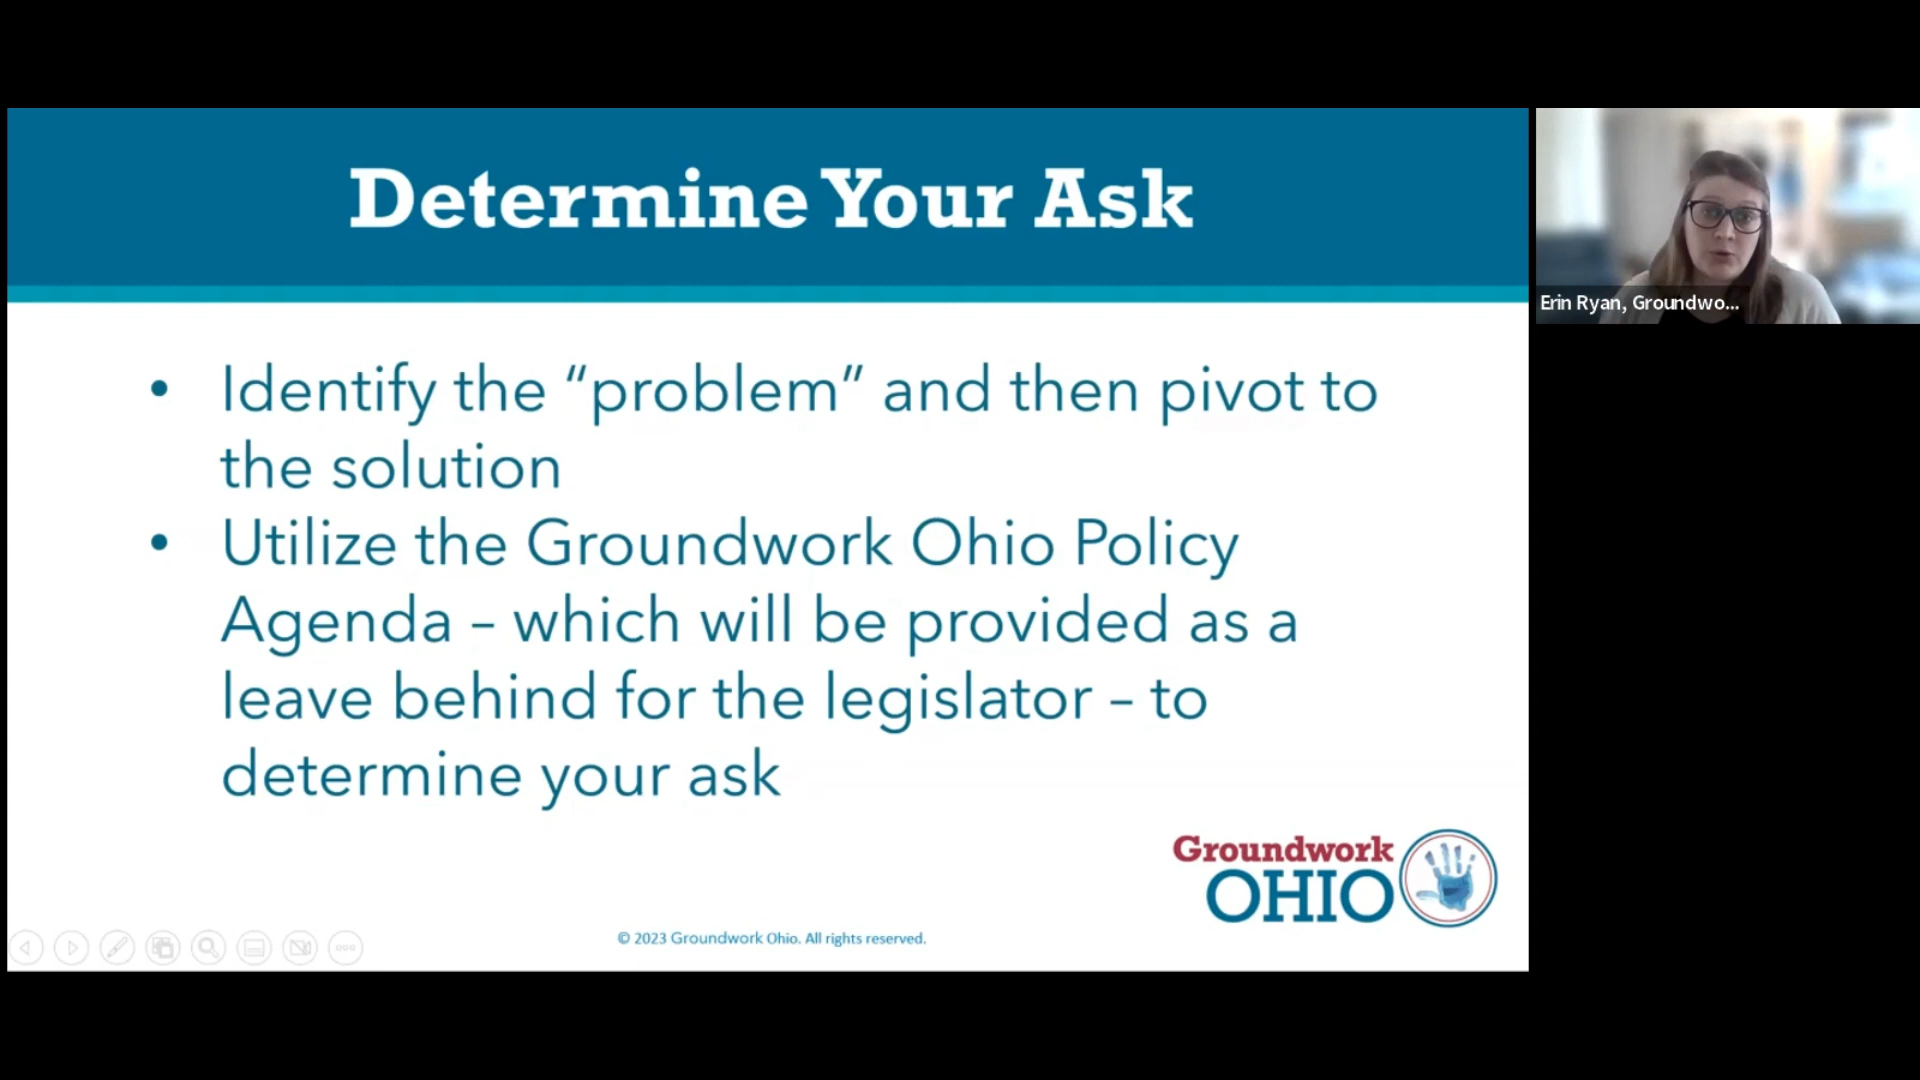 Determine Your Ask
• Identify the “problem” and then pivot to
the solution
• Utilize the Groundwork Ohio Policy
Agenda – which will be provided as a
leave behind for the legislator – to
determine your ask
Groundwork
OHIO
© 2023 Groundwork Ohio. All rights reserved.
Erin Ryan, Groundwo...